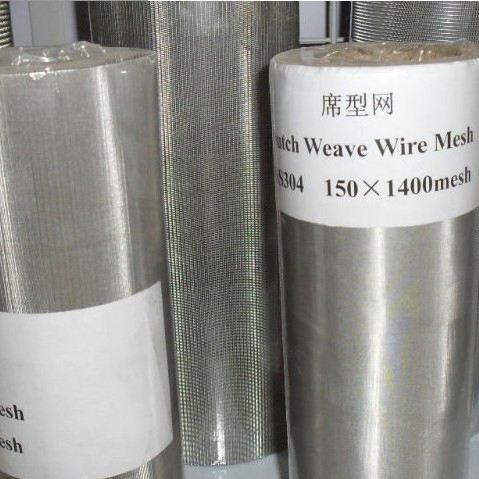 席型网
utch Weave Wire Mesh
S304 150×1400mesh
esh
esh